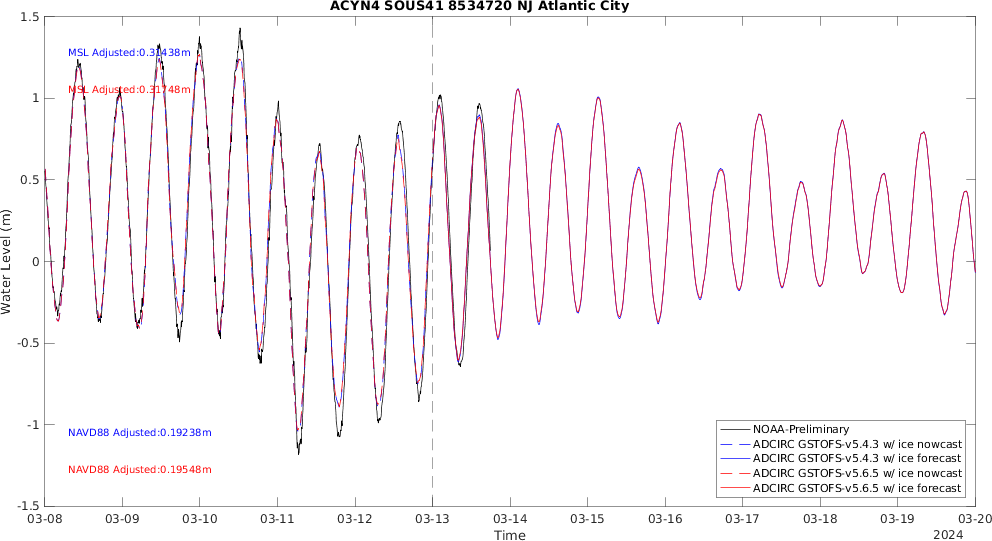 ACYN4 SOUS41 8534720 NJ Atlantic City
1.5
1
0.5
0
-0.5
-1
-1.5
Water Level (m)
MSL Adjusted:0.31438m
MSL Adjusted:0.31748m
NAVD88 Adjusted:0.19238m
NAVD88 Adjusted:0.19548m
NOAA-Preliminary
ADCIRC GSTOFS-v5.4.3 w/ ice nowcast
ADCIRC GSTOFS-v5.4.3 w/ ice forecast
ADCIRC GSTOFS-v5.6.5 w/ ice nowcast
ADCIRC GSTOFS-v5.6.5 w/ ice forecast
03-08 03-09 03-10 03-11 03-12 03-13 03-14 03-15 03-16 03-17 03-18 03-19 03-20
Time
2024